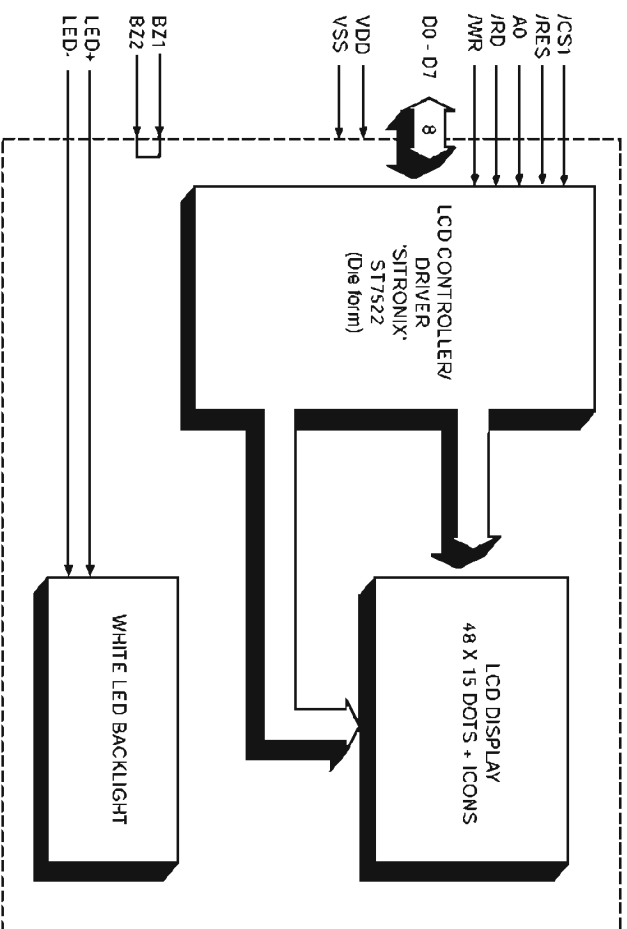 /CS1
/RES
A0
/RD
/WR
D0 - D7
8
VDD
VSS
BZ1
BZ2
LED+
LED-
LCD CONTROLLER/
DRIVER
'SITRONIX'
ST7522
(Die form)
LCD DISPLAY
48 X 15 DOTS + ICONS
WHITE LED BACKLIGHT